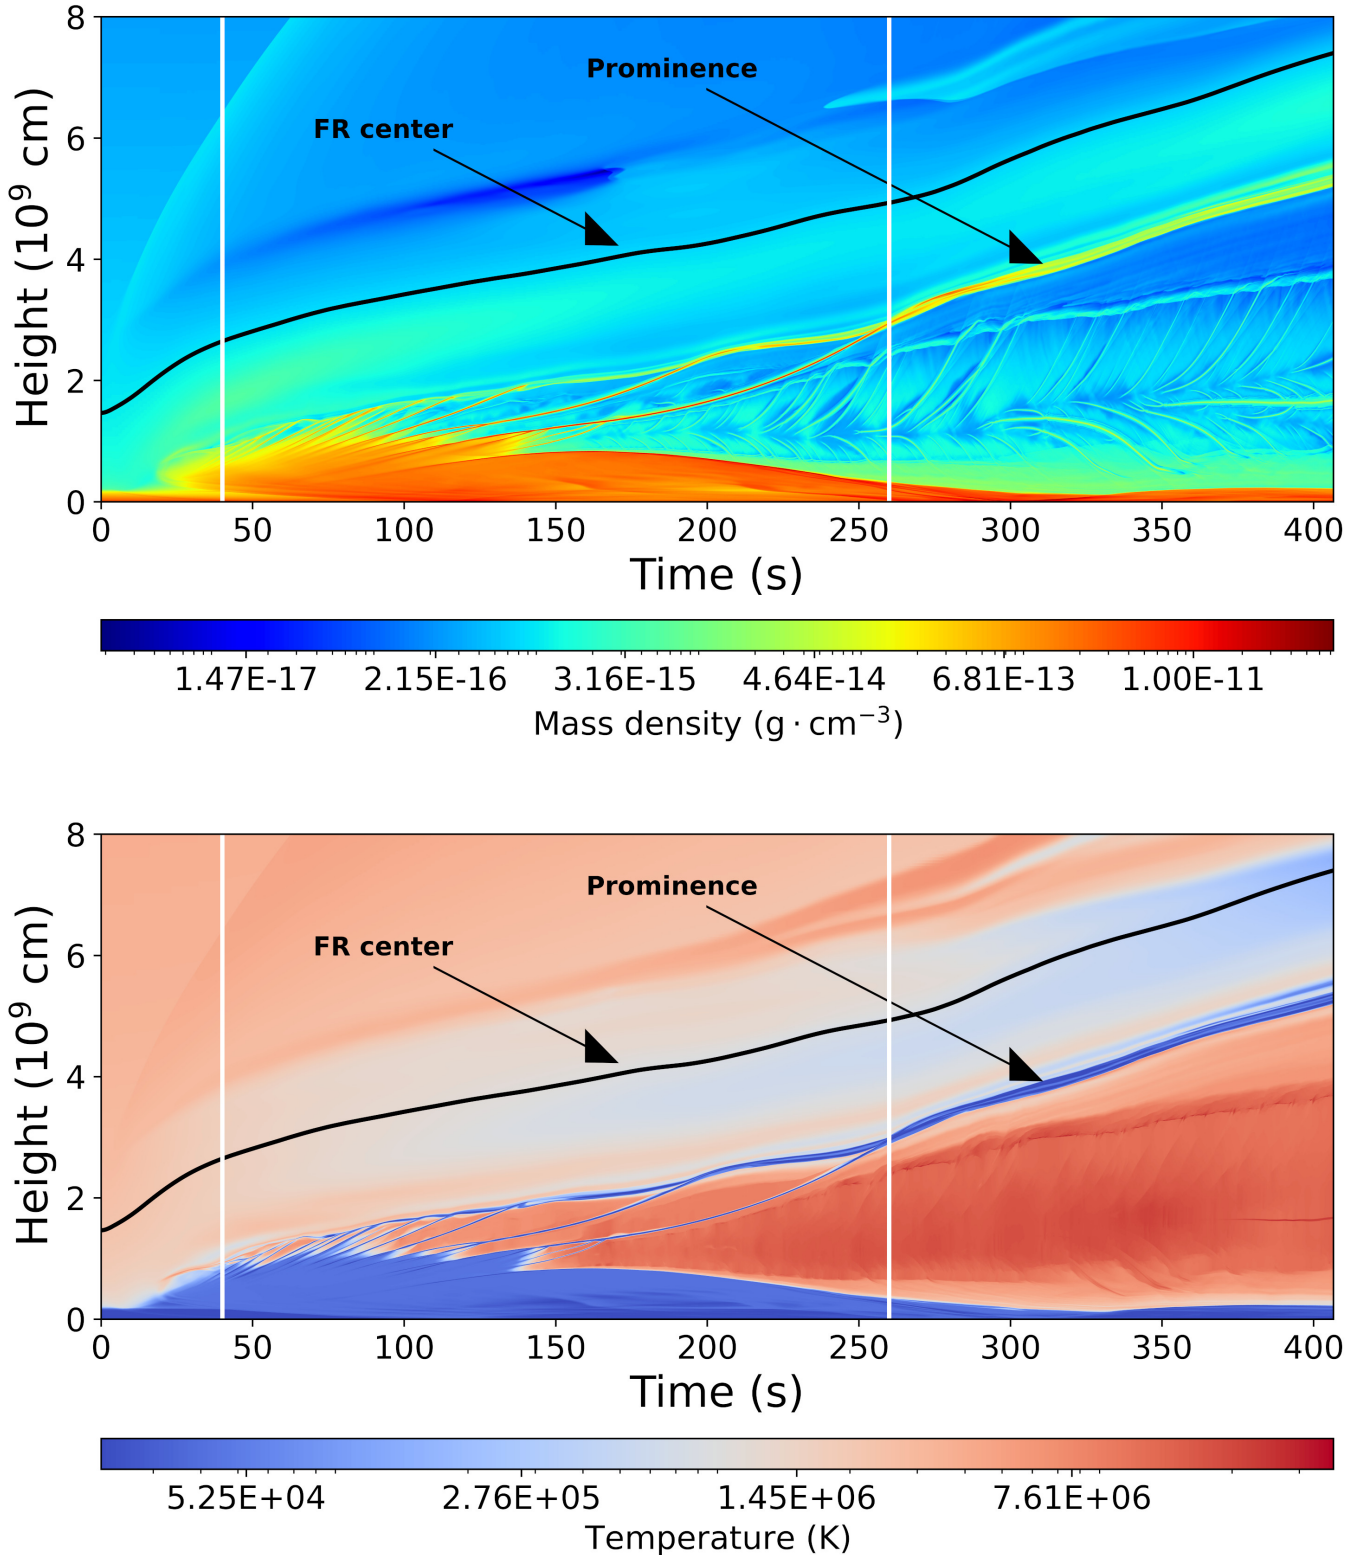 8
6
4
2
0
Height (10⁹ cm)
Prominence
FR center
0 50 100 150 200 250 300 350 400
Time (s)
1.47E-17 2.15E-16 3.16E-15 4.64E-14 6.81E-13 1.00E-11
Mass density (g · cm⁻³)
8
6
4
2
0
Height (10⁹ cm)
Prominence
FR center
0 50 100 150 200 250 300 350 400
Time (s)
5.25E+04 2.76E+05 1.45E+06 7.61E+06
Temperature (K)